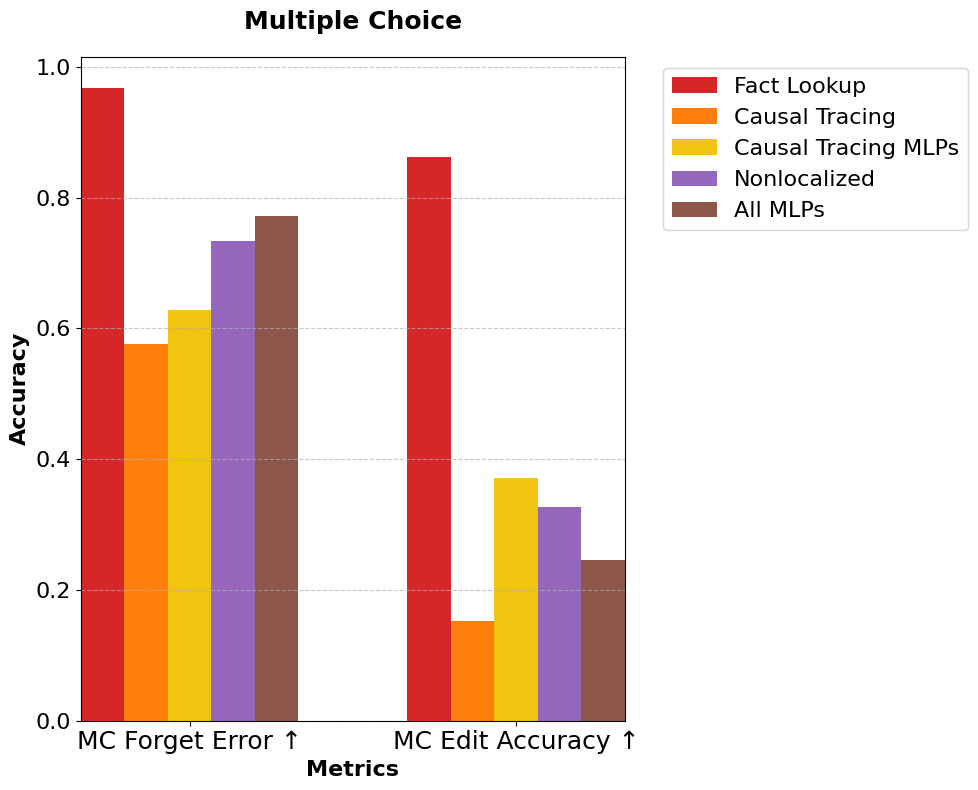 Multiple Choice
1.0
0.8
0.6
0.4
0.2
0.0
Accuracy
MC Forget Error ↑
MC Edit Accuracy ↑
Metrics
Fact Lookup
Causal Tracing
Causal Tracing MLPs
Nonlocalized
All MLPs